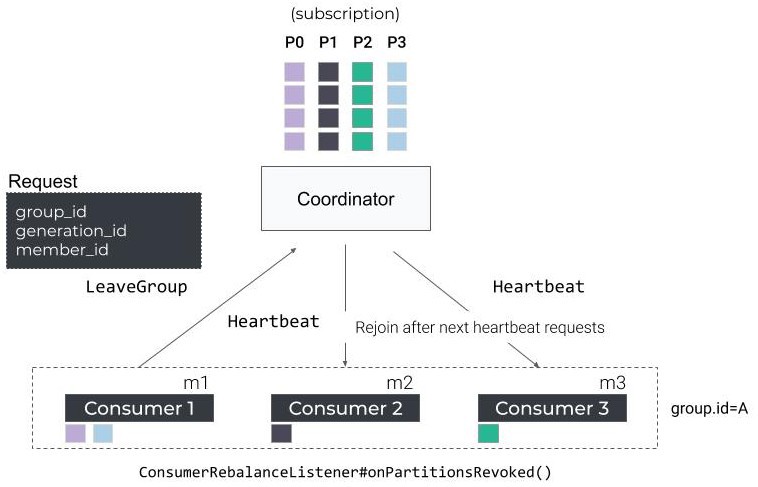 (subscription)
P0 P1 P2 P3
Coordinator
Request
group_id
generation_id
member_id
LeaveGroup
Heartbeat
Heartbeat
Rejoin after next heartbeat requests
m1
m2
m3
Consumer 1
Consumer 2
Consumer 3
group.id=A
ConsumerRebalanceListener#onPartitionsRevoked()